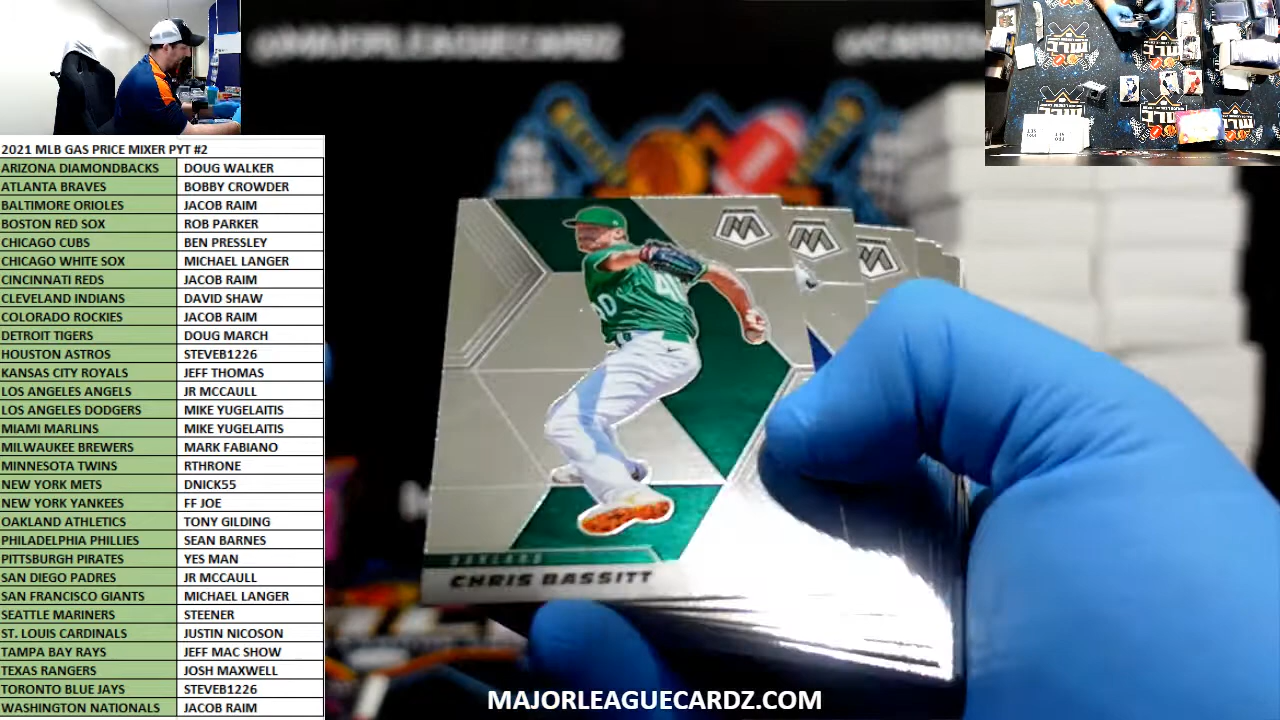 @MAJORLEAGUECARDZ
2021 MLB GAS PRICE MIXER PYT #2
ARIZONA DIAMONDBACKS DOUG WALKER
ATLANTA BRAVES BOBBY CROWDER
BALTIMORE ORIOLES JACOB RAIM
BOSTON RED SOX ROB PARKER
CHICAGO CUBS BEN PRESSLEY
CHICAGO WHITE SOX MICHAEL LANGER
CINCINNATI REDS JACOB RAIM
CLEVELAND INDIANS DAVID SHAW
COLORADO ROCKIES JACOB RAIM
DETROIT TIGERS DOUG MARCH
HOUSTON ASTROS STEVEB1226
KANSAS CITY ROYALS JEFF THOMAS
LOS ANGELES ANGELS JR MCCAULL
LOS ANGELES DODGERS MIKE YUGELAITIS
MIAMI MARLINS MIKE YUGELAITIS
MILWAUKEE BREWERS MARK FABIANO
MINNESOTA TWINS RTHRONE
NEW YORK METS DNICK55
NEW YORK YANKEES FF JOE
OAKLAND ATHLETICS TONY GILDING
PHILADELPHIA PHILLIES SEAN BARNES
PITTSBURGH PIRATES YES MAN
SAN DIEGO PADRES JR MCCAULL
SAN FRANCISCO GIANTS MICHAEL LANGER
SEATTLE MARINERS STEENER
ST. LOUIS CARDINALS JUSTIN NICOSON
TAMPA BAY RAYS JEFF MAC SHOW
TEXAS RANGERS JOSH MAXWELL
TORONTO BLUE JAYS STEVEB1226
WASHINGTON NATIONALS JACOB RAIM
OAKLAND
CHRIS BASSITT
MAJORLEAGUECARDZ.COM